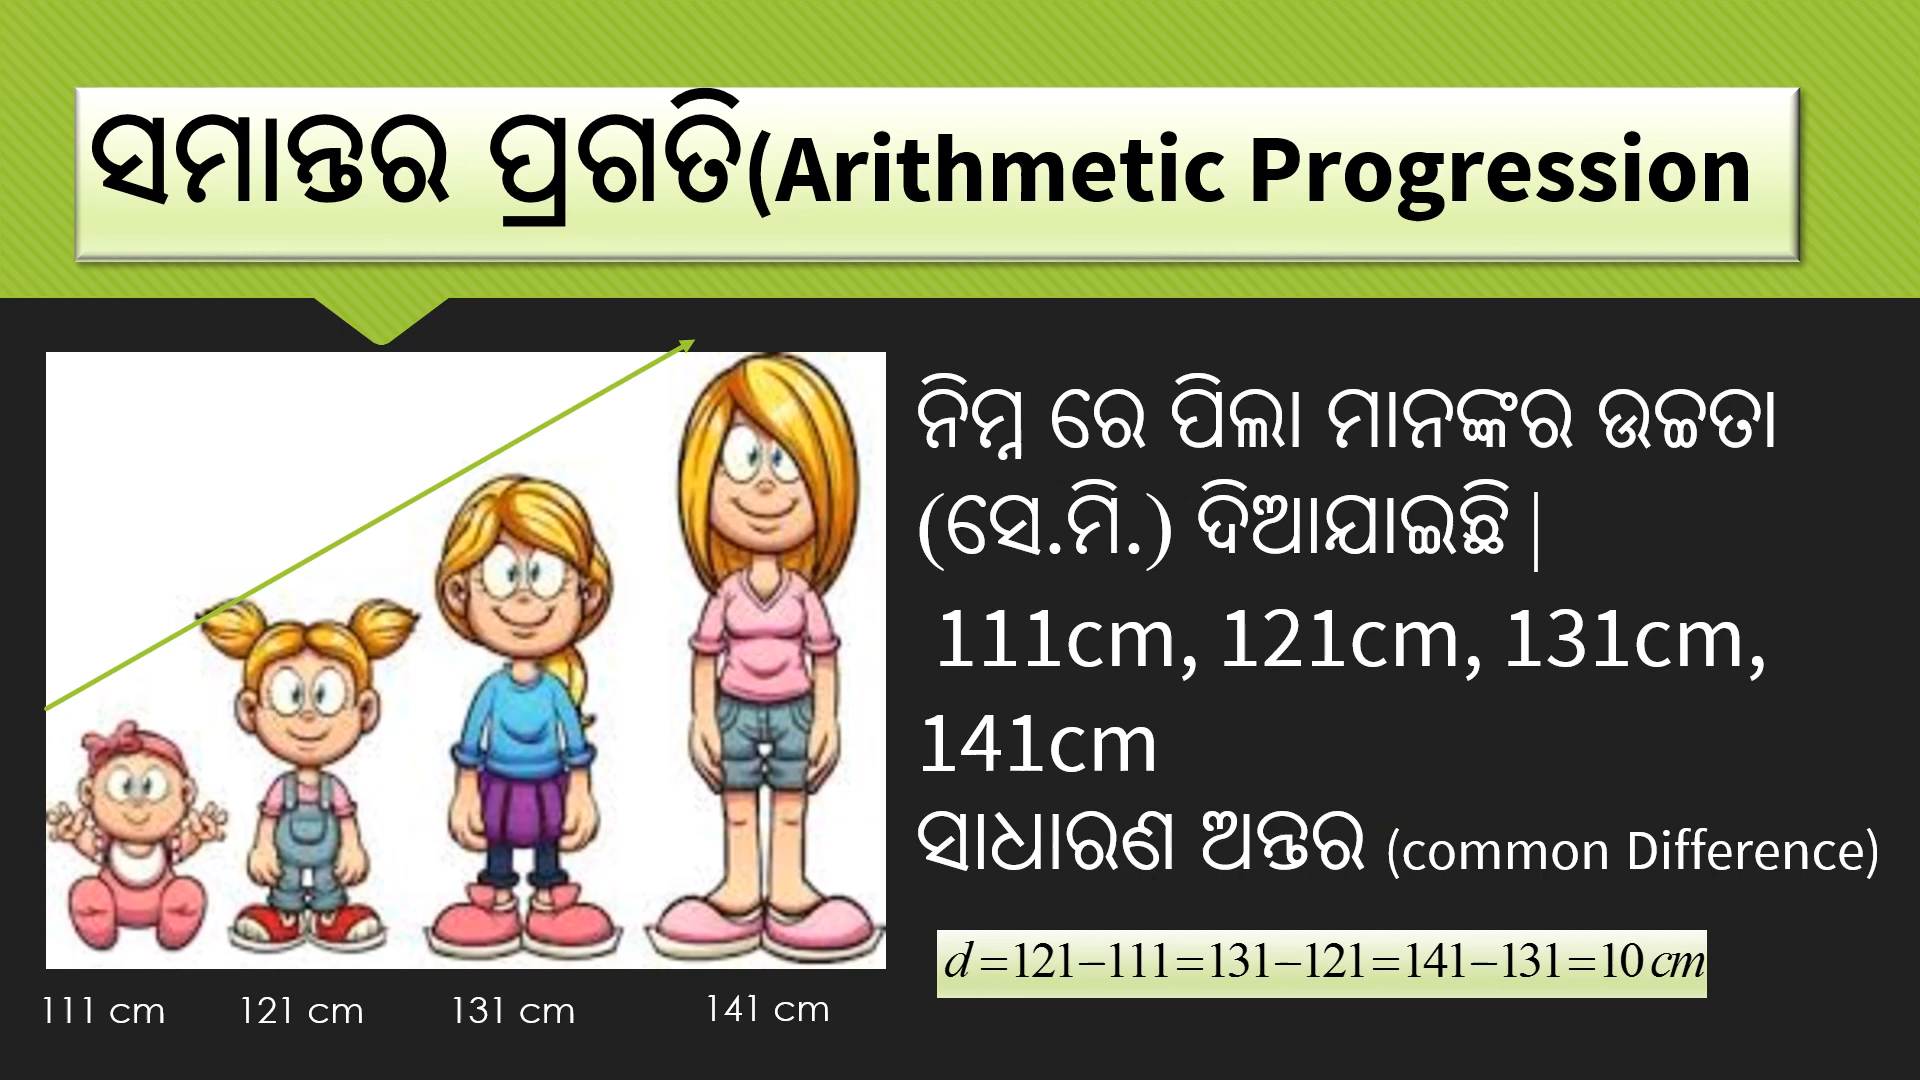 ସମାନ୍ତର ପ୍ରଗତି(Arithmetic Progression
ନିମ୍ନ ରେ ପିଲା ମାନଙ୍କର ଉଚ୍ଚତା
(ସେ.ମି.) ଦିଆଯାଇଛି |
111cm, 121cm, 131cm,
141cm
ସାଧାରଣ ଅନ୍ତର (common Difference)
d=121−111=131−121=141−131=10 cm
111 cm 121 cm 131 cm 141 cm